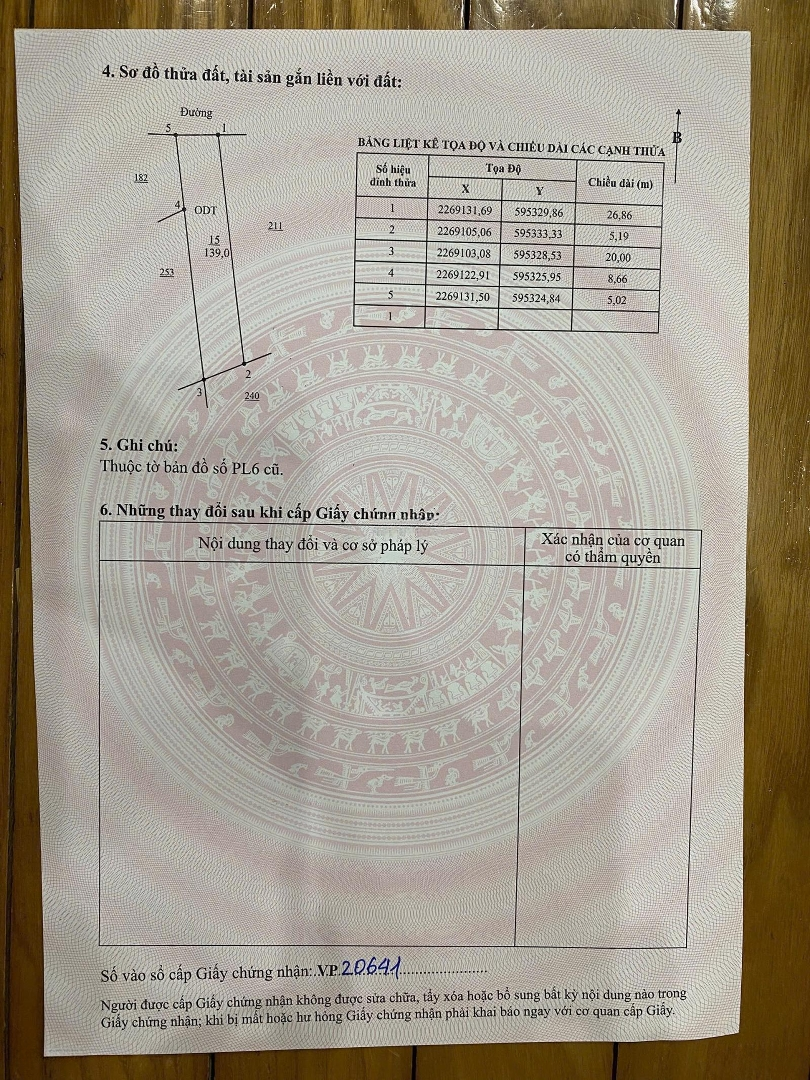 4. Sơ đồ thửa đất, tài sản gắn liền với đất:
Đường
5
1
182
4
ODT
15
139,0
211
253
2
3
240
B
BẢNG LIỆT KÊ TỌA ĐỘ VÀ CHIỀU DÀI CÁC CẠNH THỬA
Số hiệu đỉnh thửa | Tọa Độ | Chiều dài (m)
X | Y
1 | 2269131,69 | 595329,86 | 26,86
2 | 2269105,06 | 595333,33 | 5,19
3 | 2269103,08 | 595328,53 | 20,00
4 | 2269122,91 | 595325,95 | 8,66
5 | 2269131,50 | 595324,84 | 5,02
1
5. Ghi chú:
Thuộc tờ bản đồ số PL6 cũ.
6. Những thay đổi sau khi cấp Giấy chứng nhận:
Nội dung thay đổi và cơ sở pháp lý | Xác nhận của cơ quan có thẩm quyền
Số vào sổ cấp Giấy chứng nhận: VP 20641
Người được cấp Giấy chứng nhận không được sửa chữa, tẩy xóa hoặc bổ sung bất kỳ nội dung nào trong
Giấy chứng nhận; khi bị mất hoặc hư hỏng Giấy chứng nhận phải khai báo ngay với cơ quan cấp Giấy.